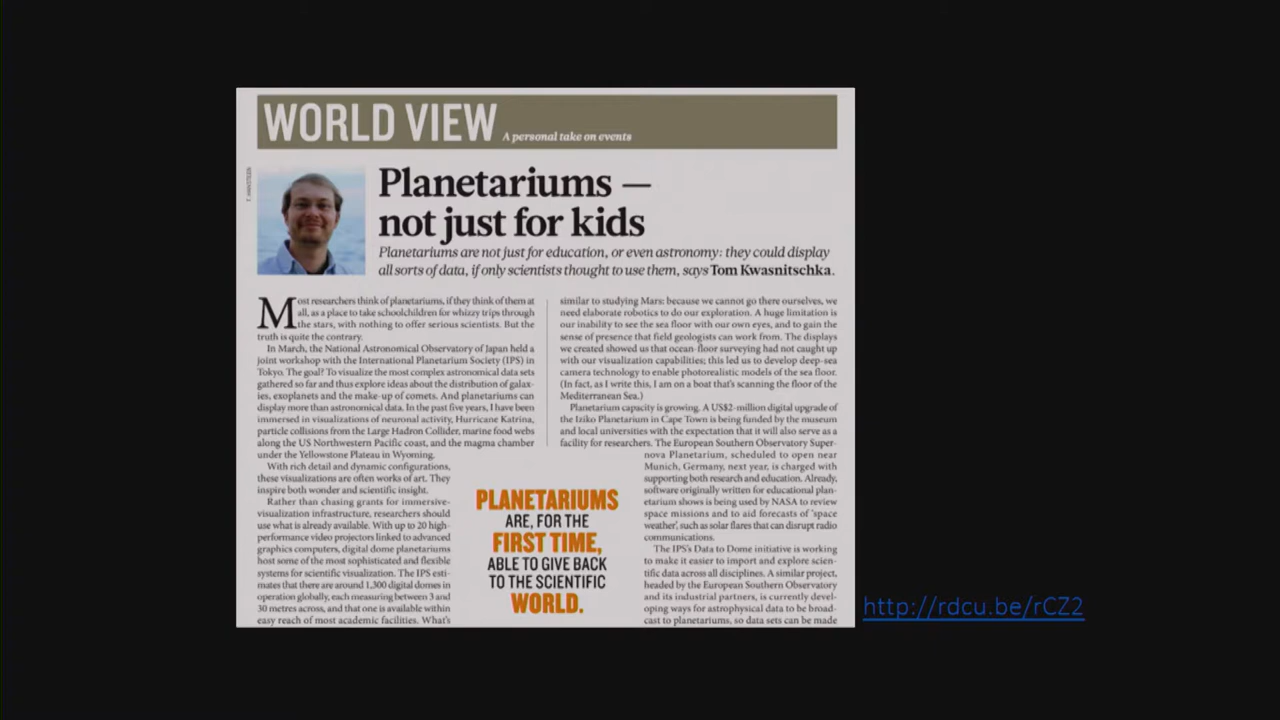 WORLD VIEW A personal take on events
Planetariums —
not just for kids
Planetariums are not just for education, or even astronomy: they could display
all sorts of data, if only scientists thought to use them, says Tom Kwasnitschka.
Most researchers think of planetariums, if they think of them at
all, as a place to take schoolchildren for whizzy trips through
the stars, with nothing to offer serious scientists. But the
truth is quite the contrary.
In March, the National Astronomical Observatory of Japan held a
joint workshop with the International Planetarium Society (IPS) in
Tokyo. The goal? To visualize the most complex astronomical data sets
gathered so far and thus explore ideas about the distribution of galax-
ies, exoplanets and the make-up of comets. And planetariums can
display more than astronomical data. In the past five years, I have been
immersed in visualizations of neuronal activity, Hurricane Katrina,
particle collisions from the Large Hadron Collider, marine food webs
along the US Northwestern Pacific coast, and the magma chamber
under the Yellowstone Plateau in Wyoming.
With rich detail and dynamic configurations,
these visualizations are often works of art. They
inspire both wonder and scientific insight.
Rather than chasing grants for immersive-
visualization infrastructure, researchers should
use what is already available. With up to 20 high-
performance video projectors linked to advanced
graphics computers, digital dome planetariums
host some of the most sophisticated and flexible
systems for scientific visualization. The IPS esti-
mates that there are around 1,300 digital domes in
operation globally, each measuring between 3 and
30 metres across, and that one is available within
easy reach of most academic facilities. What's
PLANETARIUMS
ARE, FOR THE
FIRST TIME,
ABLE TO GIVE BACK
TO THE SCIENTIFIC
WORLD.
similar to studying Mars: because we cannot go there ourselves, we
need elaborate robotics to do our exploration. A huge limitation is
our inability to see the sea floor with our own eyes, and to gain the
sense of presence that field geologists can work from. The displays
we created showed us that ocean-floor surveying had not caught up
with our visualization capabilities; this led us to develop deep-sea
camera technology to enable photorealistic models of the sea floor.
(In fact, as I write this, I am on a boat that's scanning the floor of the
Mediterranean Sea.)
Planetarium capacity is growing. A US$2-million digital upgrade of
the Iziko Planetarium in Cape Town is being funded by the museum
and local universities with the expectation that it will also serve as a
facility for researchers. The European Southern Observatory Super-
nova Planetarium, scheduled to open near
Munich, Germany, next year, is charged with
supporting both research and education. Already,
software originally written for educational plan-
etarium shows is being used by NASA to review
space missions and to aid forecasts of 'space
weather', such as solar flares that can disrupt radio
communications.
The IPS's Data to Dome initiative is working
to make it easier to import and explore scien-
tific data across all disciplines. A similar project,
headed by the European Southern Observatory
and its industrial partners, is currently devel-
oping ways for astrophysical data to be broad-
cast to planetariums, so data sets can be made
http://rdcu.be/rCZ2